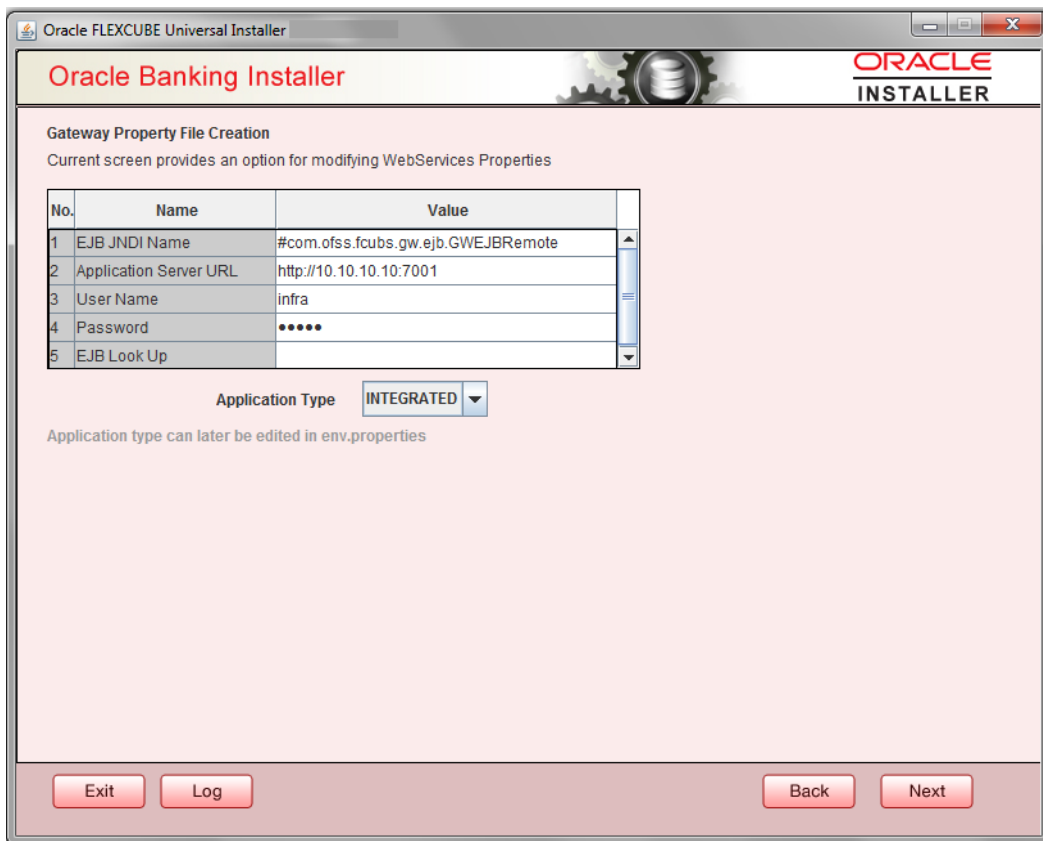 Oracle FLEXCUBE Universal Installer
Oracle Banking Installer
ORACLE
INSTALLER
Gateway Property File Creation
Current screen provides an option for modifying WebServices Properties
No. Name Value
1 EJB JNDI Name #com.ofss.fcubs.gw.ejb.GWEJBRemote
2 Application Server URL http://10.10.10.10:7001
3 User Name infra
4 Password •••••
5 EJB Look Up
Application Type INTEGRATED
Application type can later be edited in env.properties
Exit Log Back Next